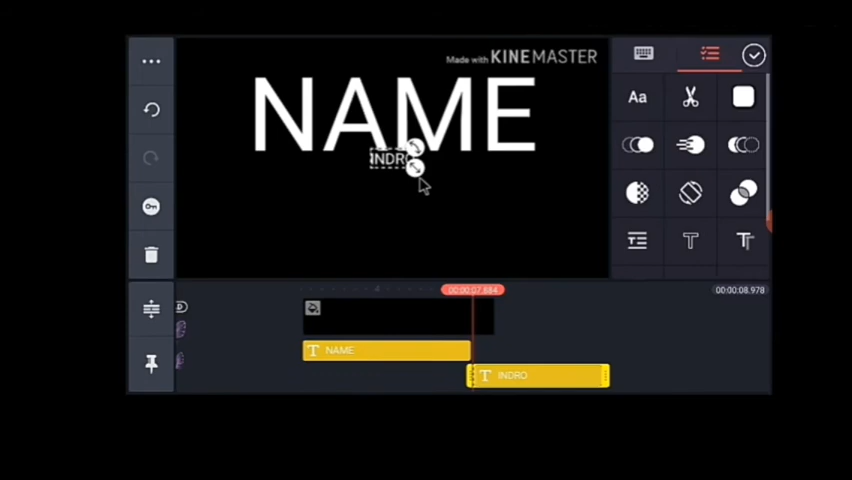 Made with KINEMASTER
NAME
INDRO
Aa
00:00:07.884
00:00:08.978
T NAME
T INDRO